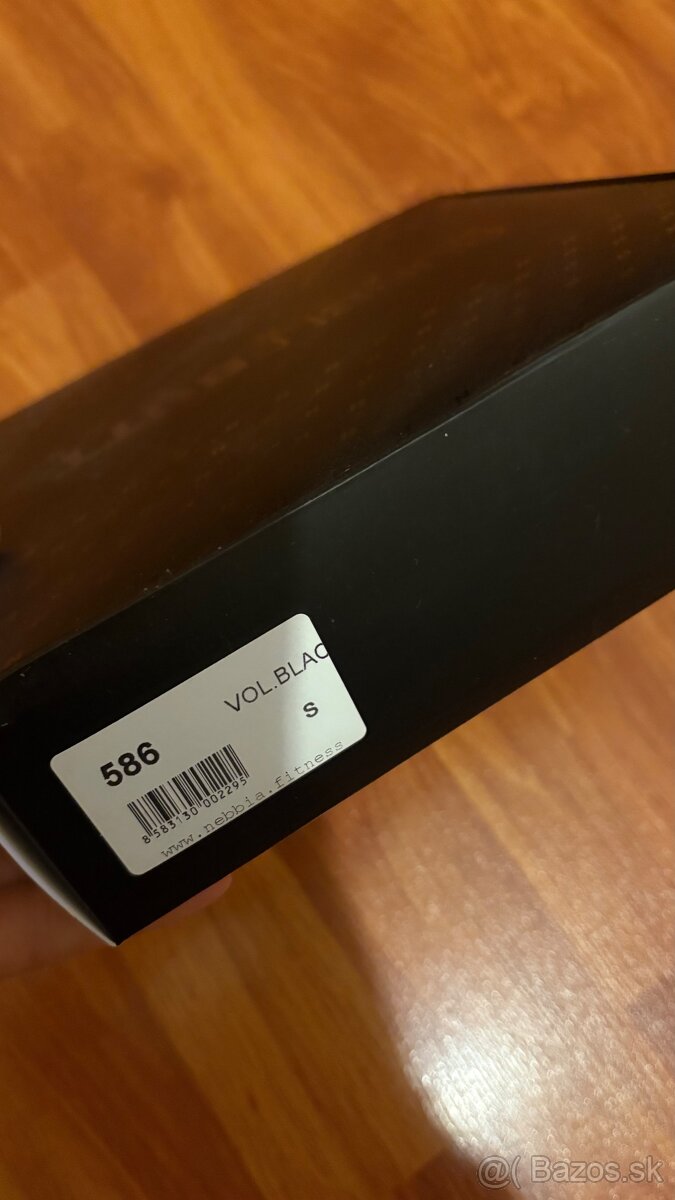 VOL.BLAC
586
S
8 583130 002295
www.nebbia.fitness
@( Bazos.sk